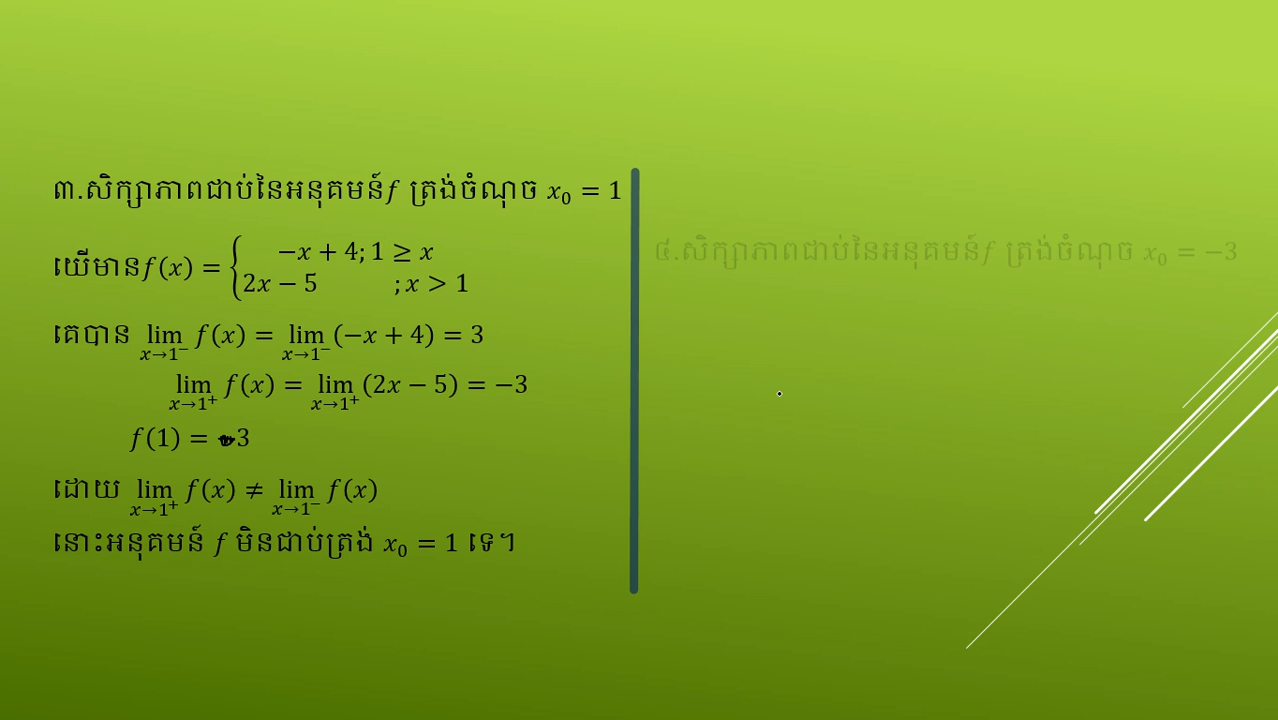 ៣.សិក្សាភាពជាប់នៃអនុគមន៍f ត្រង់ចំណុច x₀ = 1
យើមានf(x) = { −x + 4; 1 ≥ x
2x − 5 ; x > 1
គេបាន lim x→1⁻ f(x) = lim x→1⁻ (−x + 4) = 3
lim x→1⁺ f(x) = lim x→1⁺ (2x − 5) = −3
f(1) = 3
ដោយ lim x→1⁺ f(x) ≠ lim x→1⁻ f(x)
នោះអនុគមន៍ f មិនជាប់ត្រង់ x₀ = 1 ទេ។
៤.សិក្សាភាពជាប់នៃអនុគមន៍f ត្រង់ចំណុច x₀ = −3